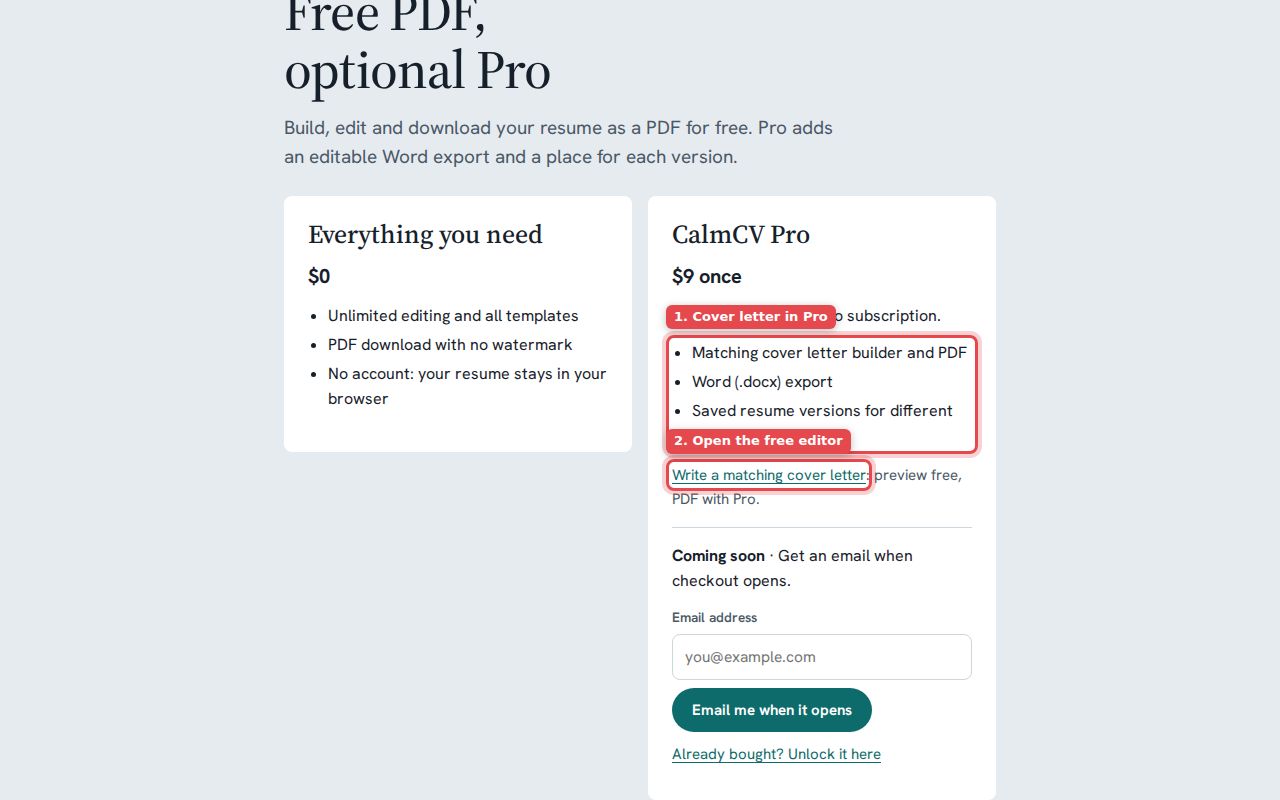 Free PDF,
optional Pro
Build, edit and download your resume as a PDF for free. Pro adds
an editable Word export and a place for each version.
Everything you need
$0
Unlimited editing and all templates
PDF download with no watermark
No account: your resume stays in your
browser
CalmCV Pro
$9 once
1. Cover letter in Pro
subscription.
Matching cover letter builder and PDF
Word (.docx) export
Saved resume versions for different
2. Open the free editor
Write a matching cover letter: preview free,
PDF with Pro.
Coming soon · Get an email when
checkout opens.
Email address
you@example.com
Email me when it opens
Already bought? Unlock it here